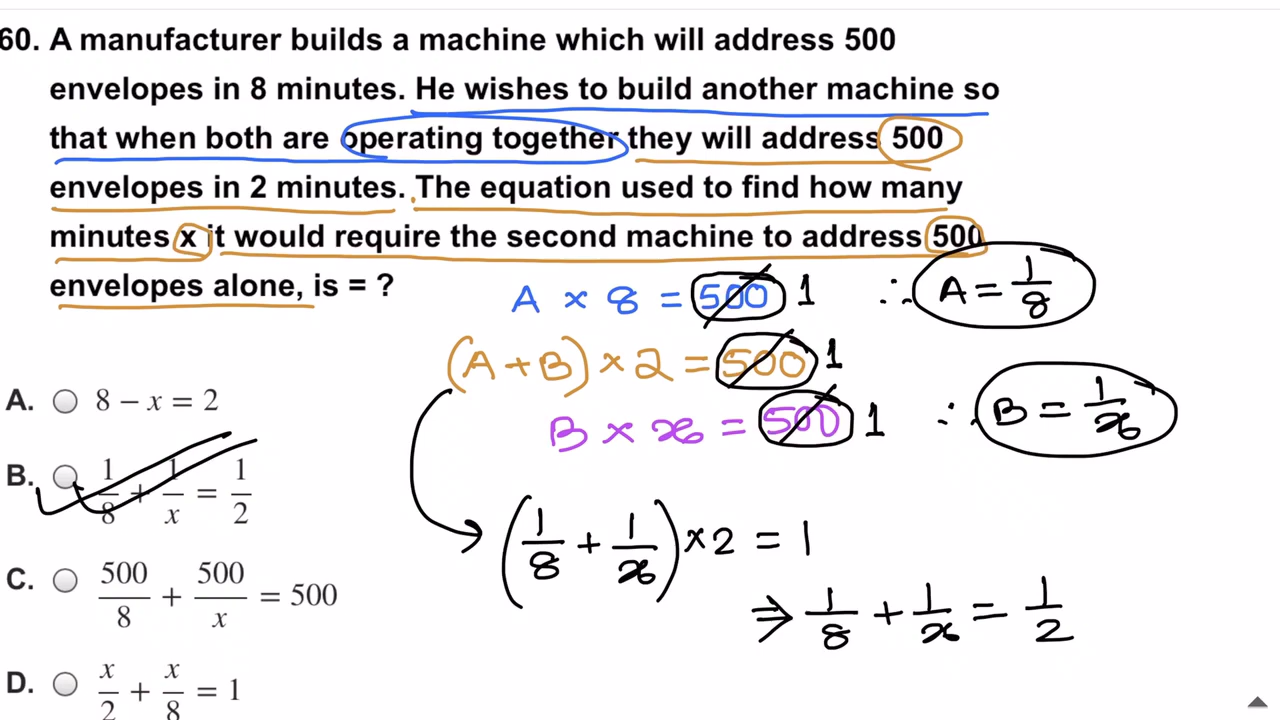 60. A manufacturer builds a machine which will address 500
envelopes in 8 minutes. He wishes to build another machine so
that when both are operating together they will address 500
envelopes in 2 minutes. The equation used to find how many
minutes x it would require the second machine to address 500
envelopes alone, is = ?
A × 8 = 500 1 ∴ A = 1/8
(A + B) × 2 = 500 1
B × x = 500 1 ∴ B = 1/x
A. 8 − x = 2
B. 1/8 + 1/x = 1/2
(1/8 + 1/x) × 2 = 1
C. 500/8 + 500/x = 500
⇒ 1/8 + 1/x = 1/2
D. x/2 + x/8 = 1